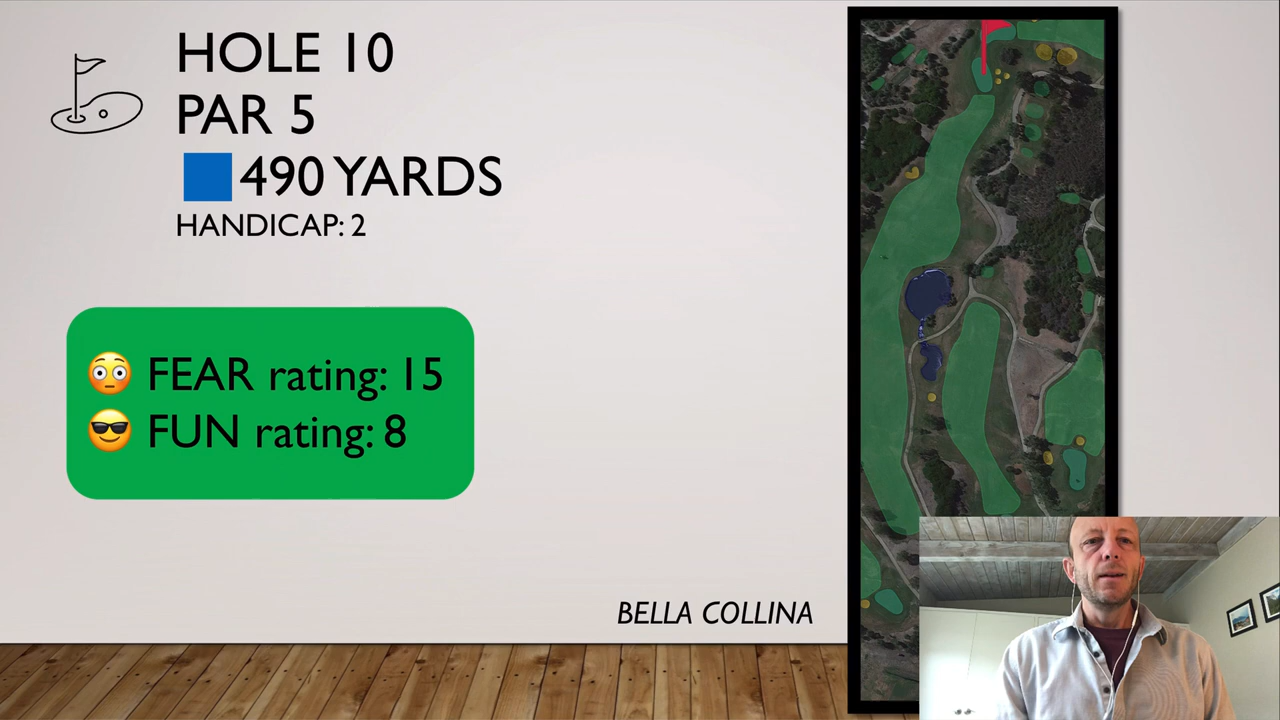 HOLE 10
PAR 5
490 YARDS
HANDICAP: 2
😳 FEAR rating: 15
😎 FUN rating: 8
BELLA COLLINA